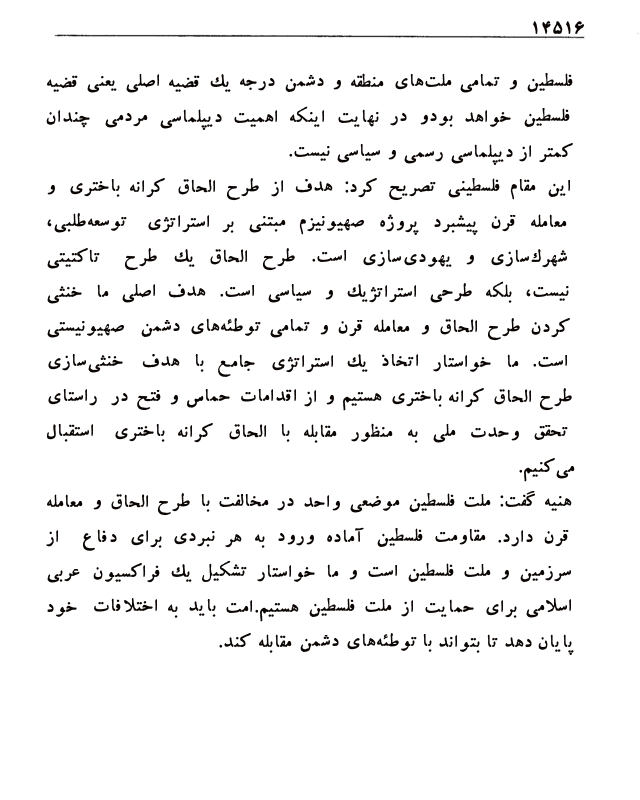 ۱۴۵۱۶
فلسطین و تمامی ملت‌های منطقه و دشمن درجه یك قضیه اصلی یعنی قضیه
فلسطین خواهد بودو در نهایت اینکه اهمیت دیپلماسی مردمی چندان
کمتر از دیپلماسی رسمی و سیاسی نیست.
این مقام فلسطینی تصریح کرد: هدف از طرح الحاق کرانه باختری و
معامله قرن پیشبرد پروژه صهیونیزم مبتنی بر استراتژی توسعه‌طلبی،
شهرك‌سازی و یهودی‌سازی است. طرح الحاق یك طرح تاکتیتی
نیست، بلکه طرحی استراتژیك و سیاسی است. هدف اصلی ما خنثی
کردن طرح الحاق و معامله قرن و تمامی توطئه‌های دشمن صهیونیستی
است. ما خواستار اتخاذ یك استراتژی جامع با هدف خنثی‌سازی
طرح الحاق کرانه باختری هستیم و از اقدامات حماس و فتح در راستای
تحقق وحدت ملی به منظور مقابله با الحاق کرانه باختری استقبال
می‌کنیم.
هنیه گفت: ملت فلسطین موضعی واحد در مخالفت با طرح الحاق و معامله
قرن دارد. مقاومت فلسطین آماده ورود به هر نبردی برای دفاع از
سرزمین و ملت فلسطین است و ما خواستار تشکیل یك فراکسیون عربی
اسلامی برای حمایت از ملت فلسطین هستیم.امت باید به اختلافات خود
پایان دهد تا بتواند با توطئه‌های دشمن مقابله کند.